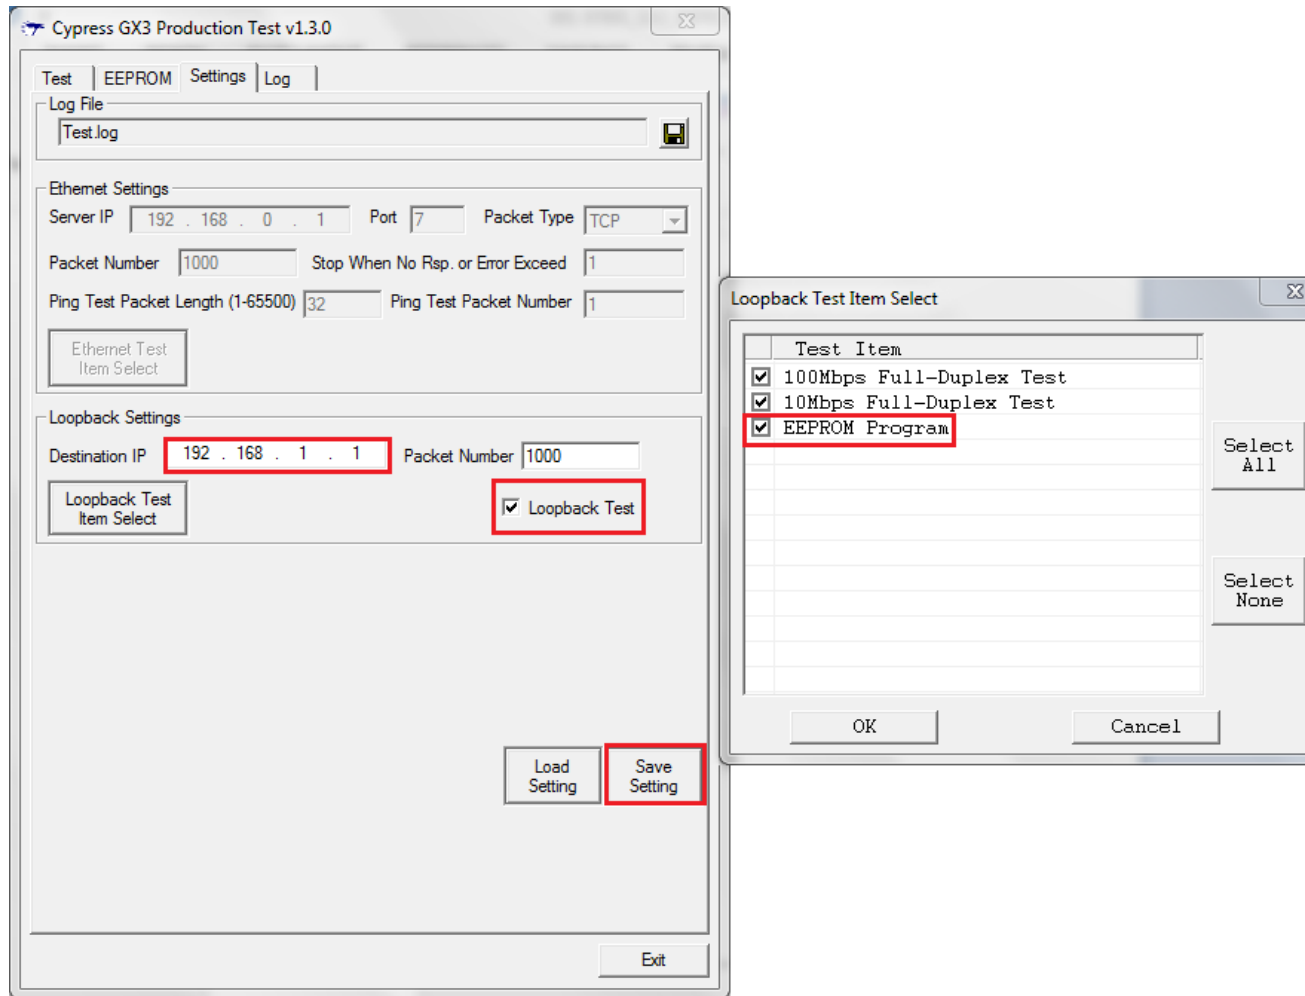 Cypress GX3 Production Test v1.3.0
Test EEPROM Settings Log
Log File
Test.log
Ethernet Settings
Server IP 192 . 168 . 0 . 1 Port 7 Packet Type TCP
Packet Number 1000 Stop When No Rsp. or Error Exceed 1
Ping Test Packet Length (1-65500) 32 Ping Test Packet Number 1
Ethernet Test
Item Select
Loopback Settings
Destination IP 192 . 168 . 1 . 1 Packet Number 1000
Loopback Test
Item Select
Loopback Test
Load
Setting
Save
Setting
Exit
Loopback Test Item Select
Test Item
100Mbps Full-Duplex Test
10Mbps Full-Duplex Test
EEPROM Program
Select
All
Select
None
OK Cancel